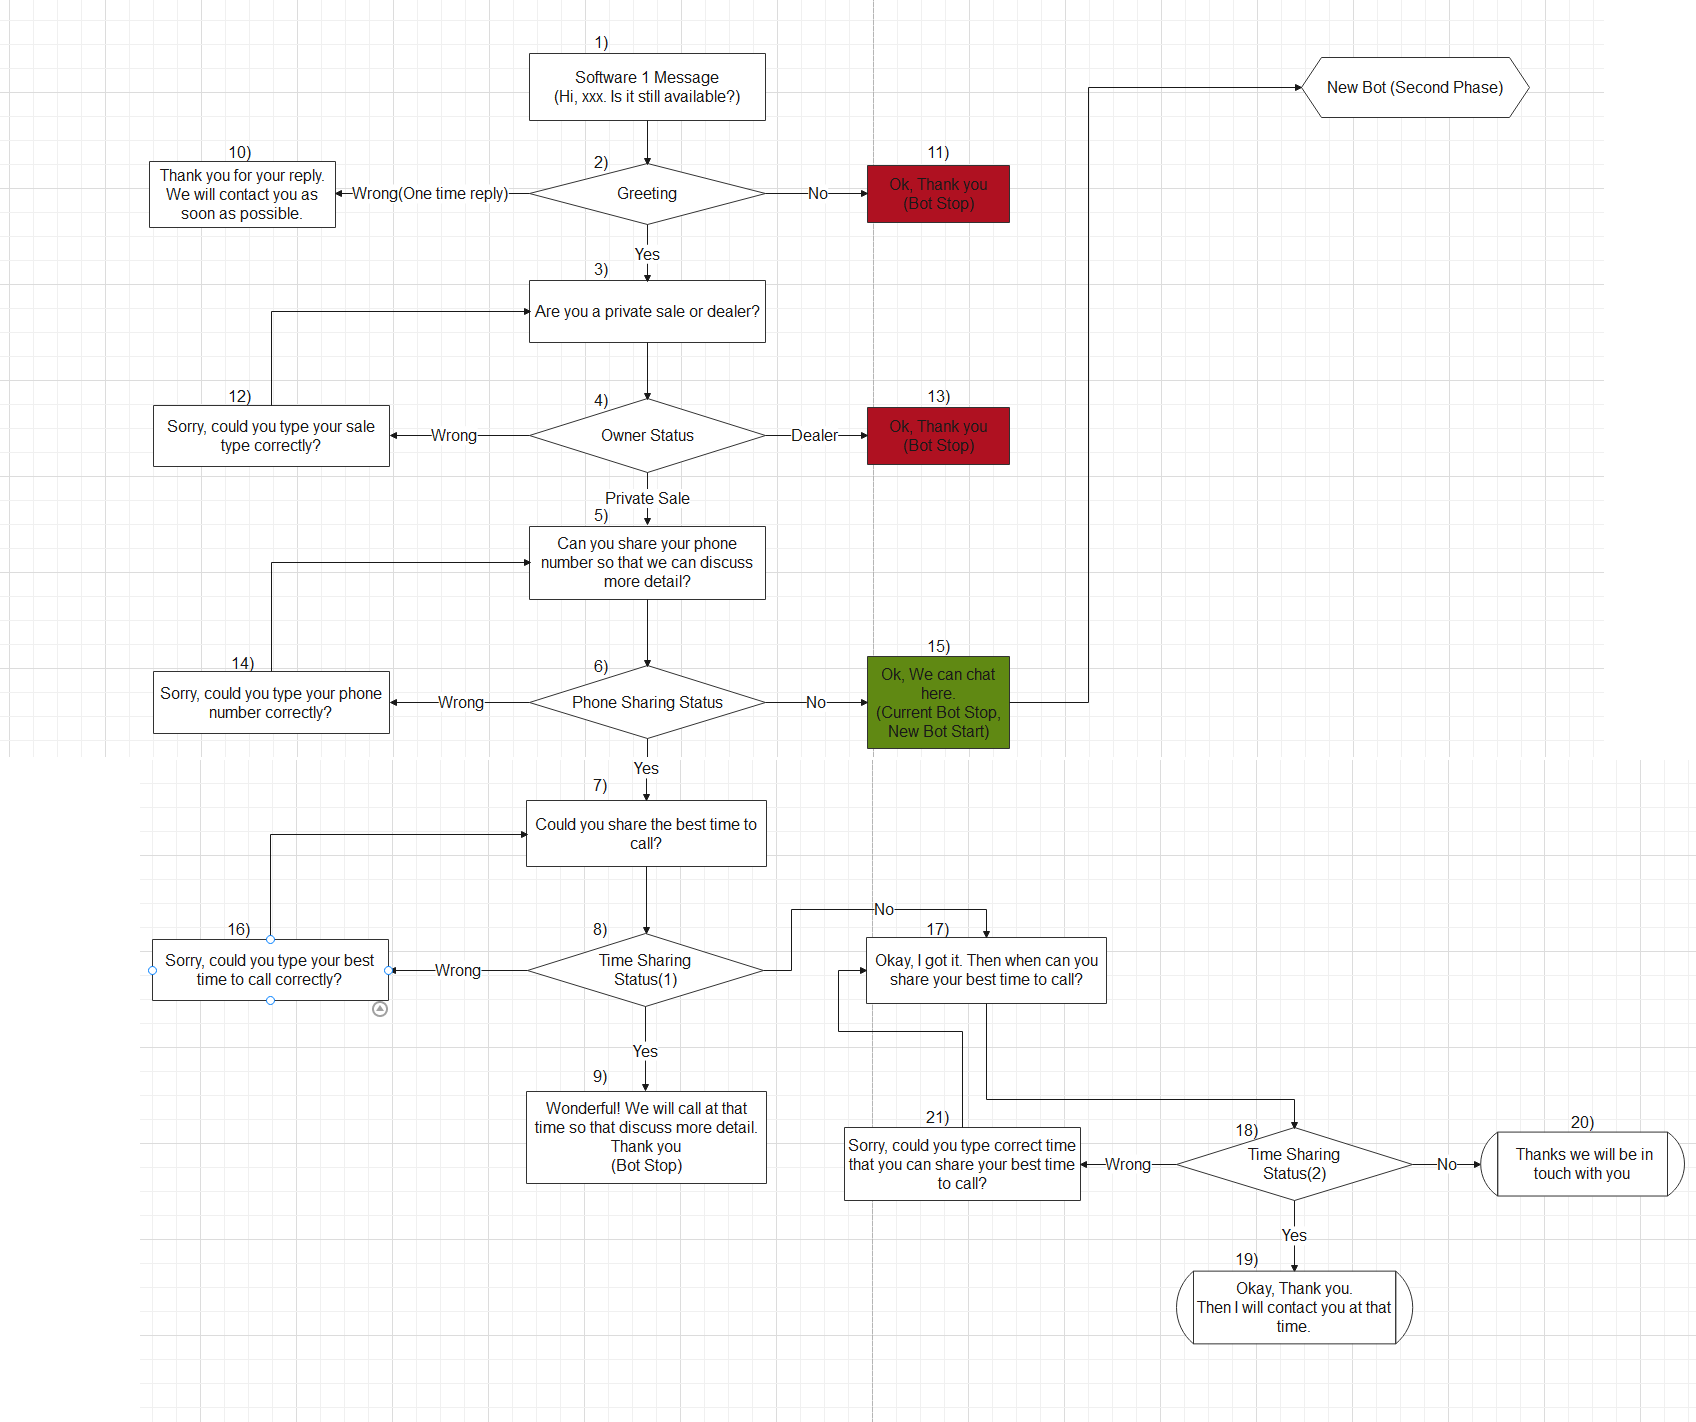 1)
Software 1 Message
(Hi, xxx. Is it still available?)
New Bot (Second Phase)
10)
Thank you for your reply.
We will contact you as
soon as possible.
Wrong(One time reply)
2)
Greeting
No
11)
Ok, Thank you
(Bot Stop)
Yes
3)
Are you a private sale or dealer?
12)
Sorry, could you type your sale
type correctly?
Wrong
4)
Owner Status
Dealer
13)
Ok, Thank you
(Bot Stop)
Private Sale
5)
Can you share your phone
number so that we can discuss
more detail?
14)
Sorry, could you type your phone
number correctly?
Wrong
6)
Phone Sharing Status
No
15)
Ok, We can chat
here.
(Current Bot Stop,
New Bot Start)
Yes
7)
Could you share the best time to
call?
16)
Sorry, could you type your best
time to call correctly?
Wrong
8)
Time Sharing
Status(1)
No
17)
Okay, I got it. Then when can you
share your best time to call?
Yes
9)
Wonderful! We will call at that
time so that discuss more detail.
Thank you
(Bot Stop)
21)
Sorry, could you type correct time
that you can share your best time
to call?
Wrong
18)
Time Sharing
Status(2)
No
20)
Thanks we will be in
touch with you
Yes
19)
Okay, Thank you.
Then I will contact you at that
time.